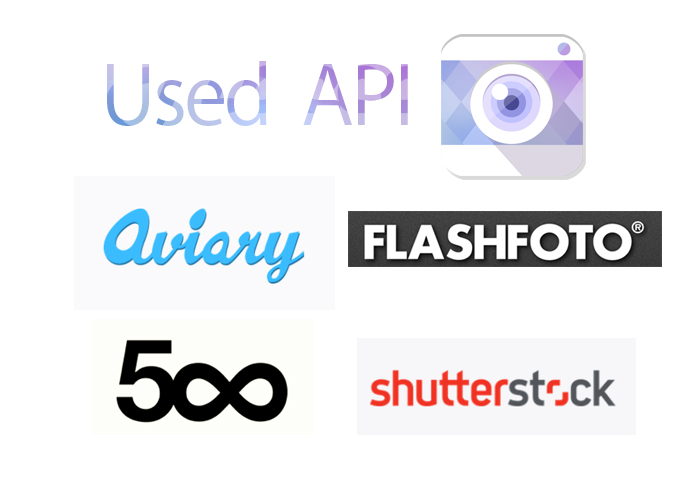 Used API
aviary
FLASHFOTO®
500
shutterstock